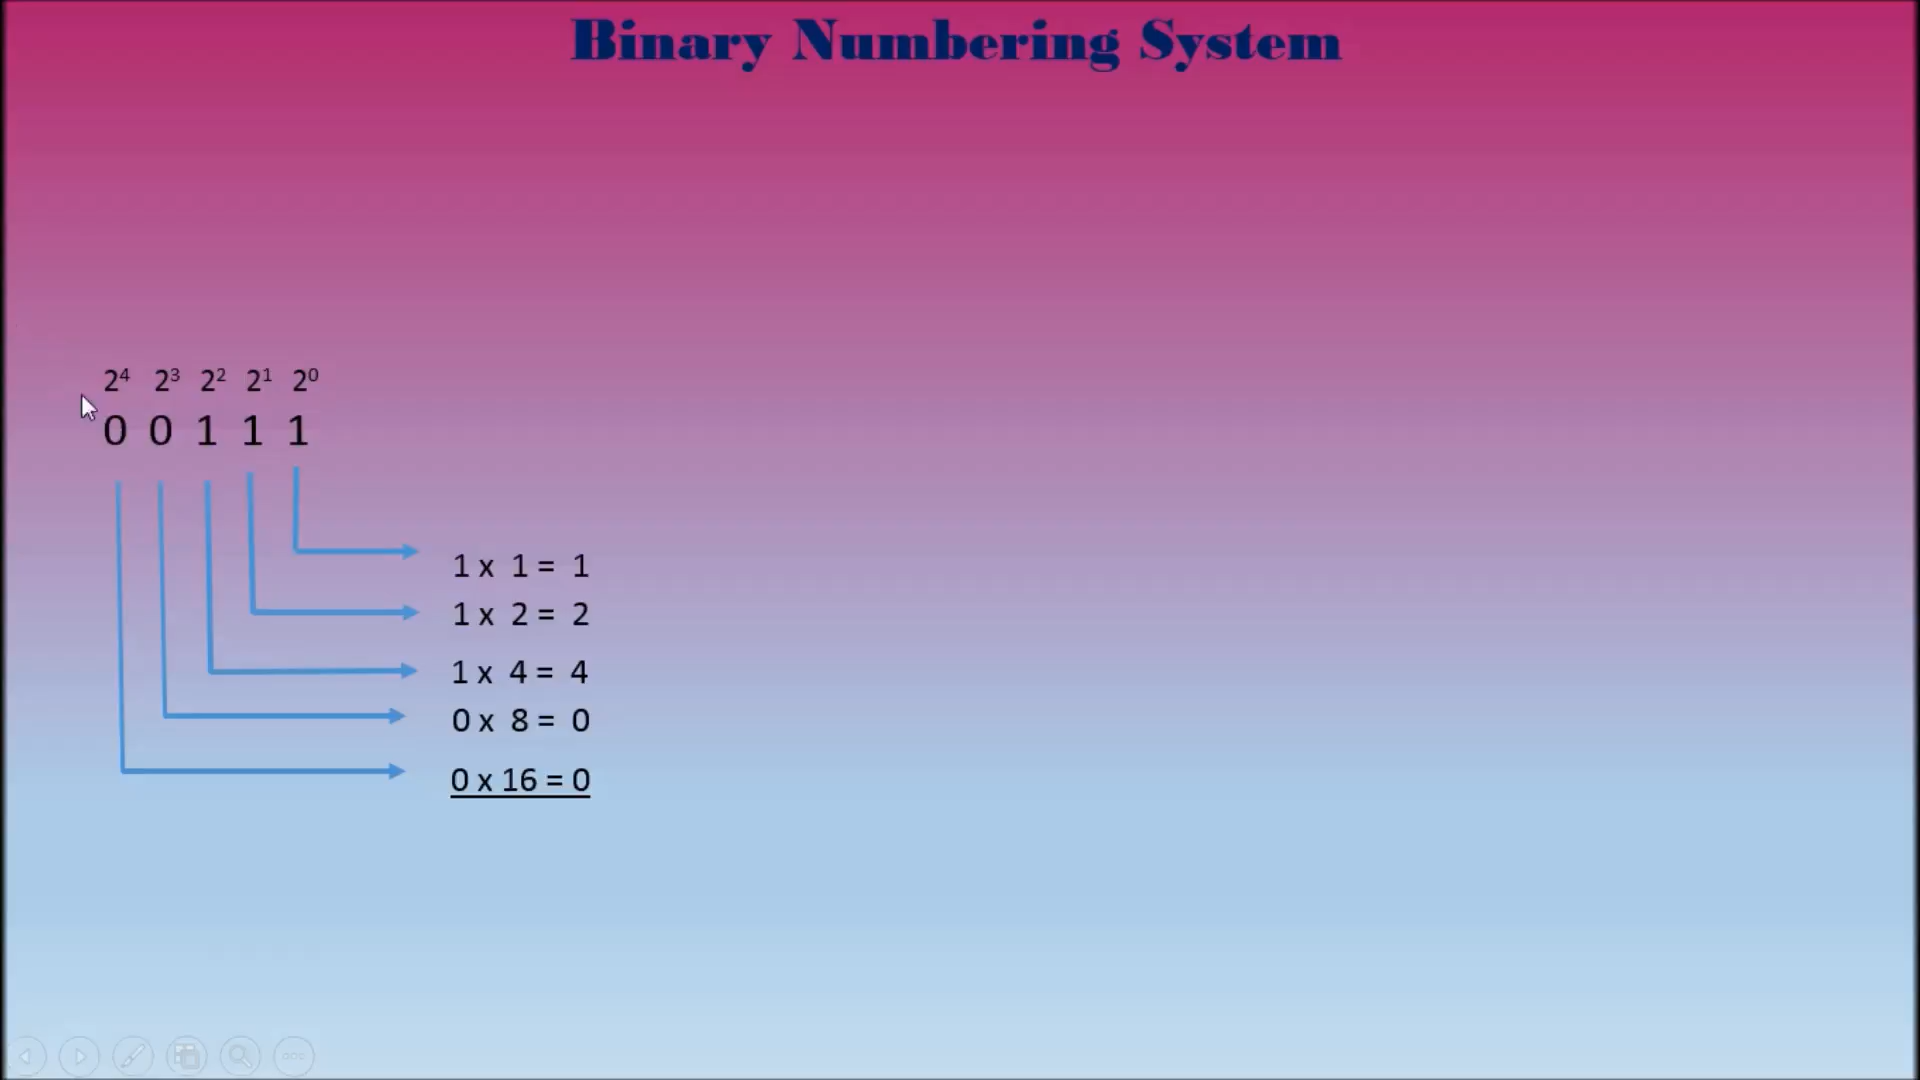 Binary Numbering System
2⁴ 2³ 2² 2¹ 2⁰
0 0 1 1 1
1 x 1 = 1
1 x 2 = 2
1 x 4 = 4
0 x 8 = 0
0 x 16 = 0